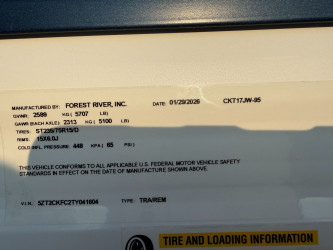 MANUFACTURED BY: FOREST RIVER, INC. DATE: 01/29/2026 CKT17JW-95
GVWR: 2589 KG ( 5707 LB)
GAWR (EACH AXLE) 2313 KG ( 5100 LB)
TIRES: ST235/75R15/D
RIMS: 15X6.0J
COLD INFL. PRESSURE: 448 KPA ( 65 PSI)
THIS VEHICLE CONFORMS TO ALL APPLICABLE U.S. FEDERAL MOTOR VEHICLE SAFETY
STANDARDS IN EFFECT ON THE DATE OF MANUFACTURE SHOWN ABOVE.
V.I.N.: 5ZT2CKFC2TY041604 TYPE: TRA/REM
TIRE AND LOADING INFORMATION